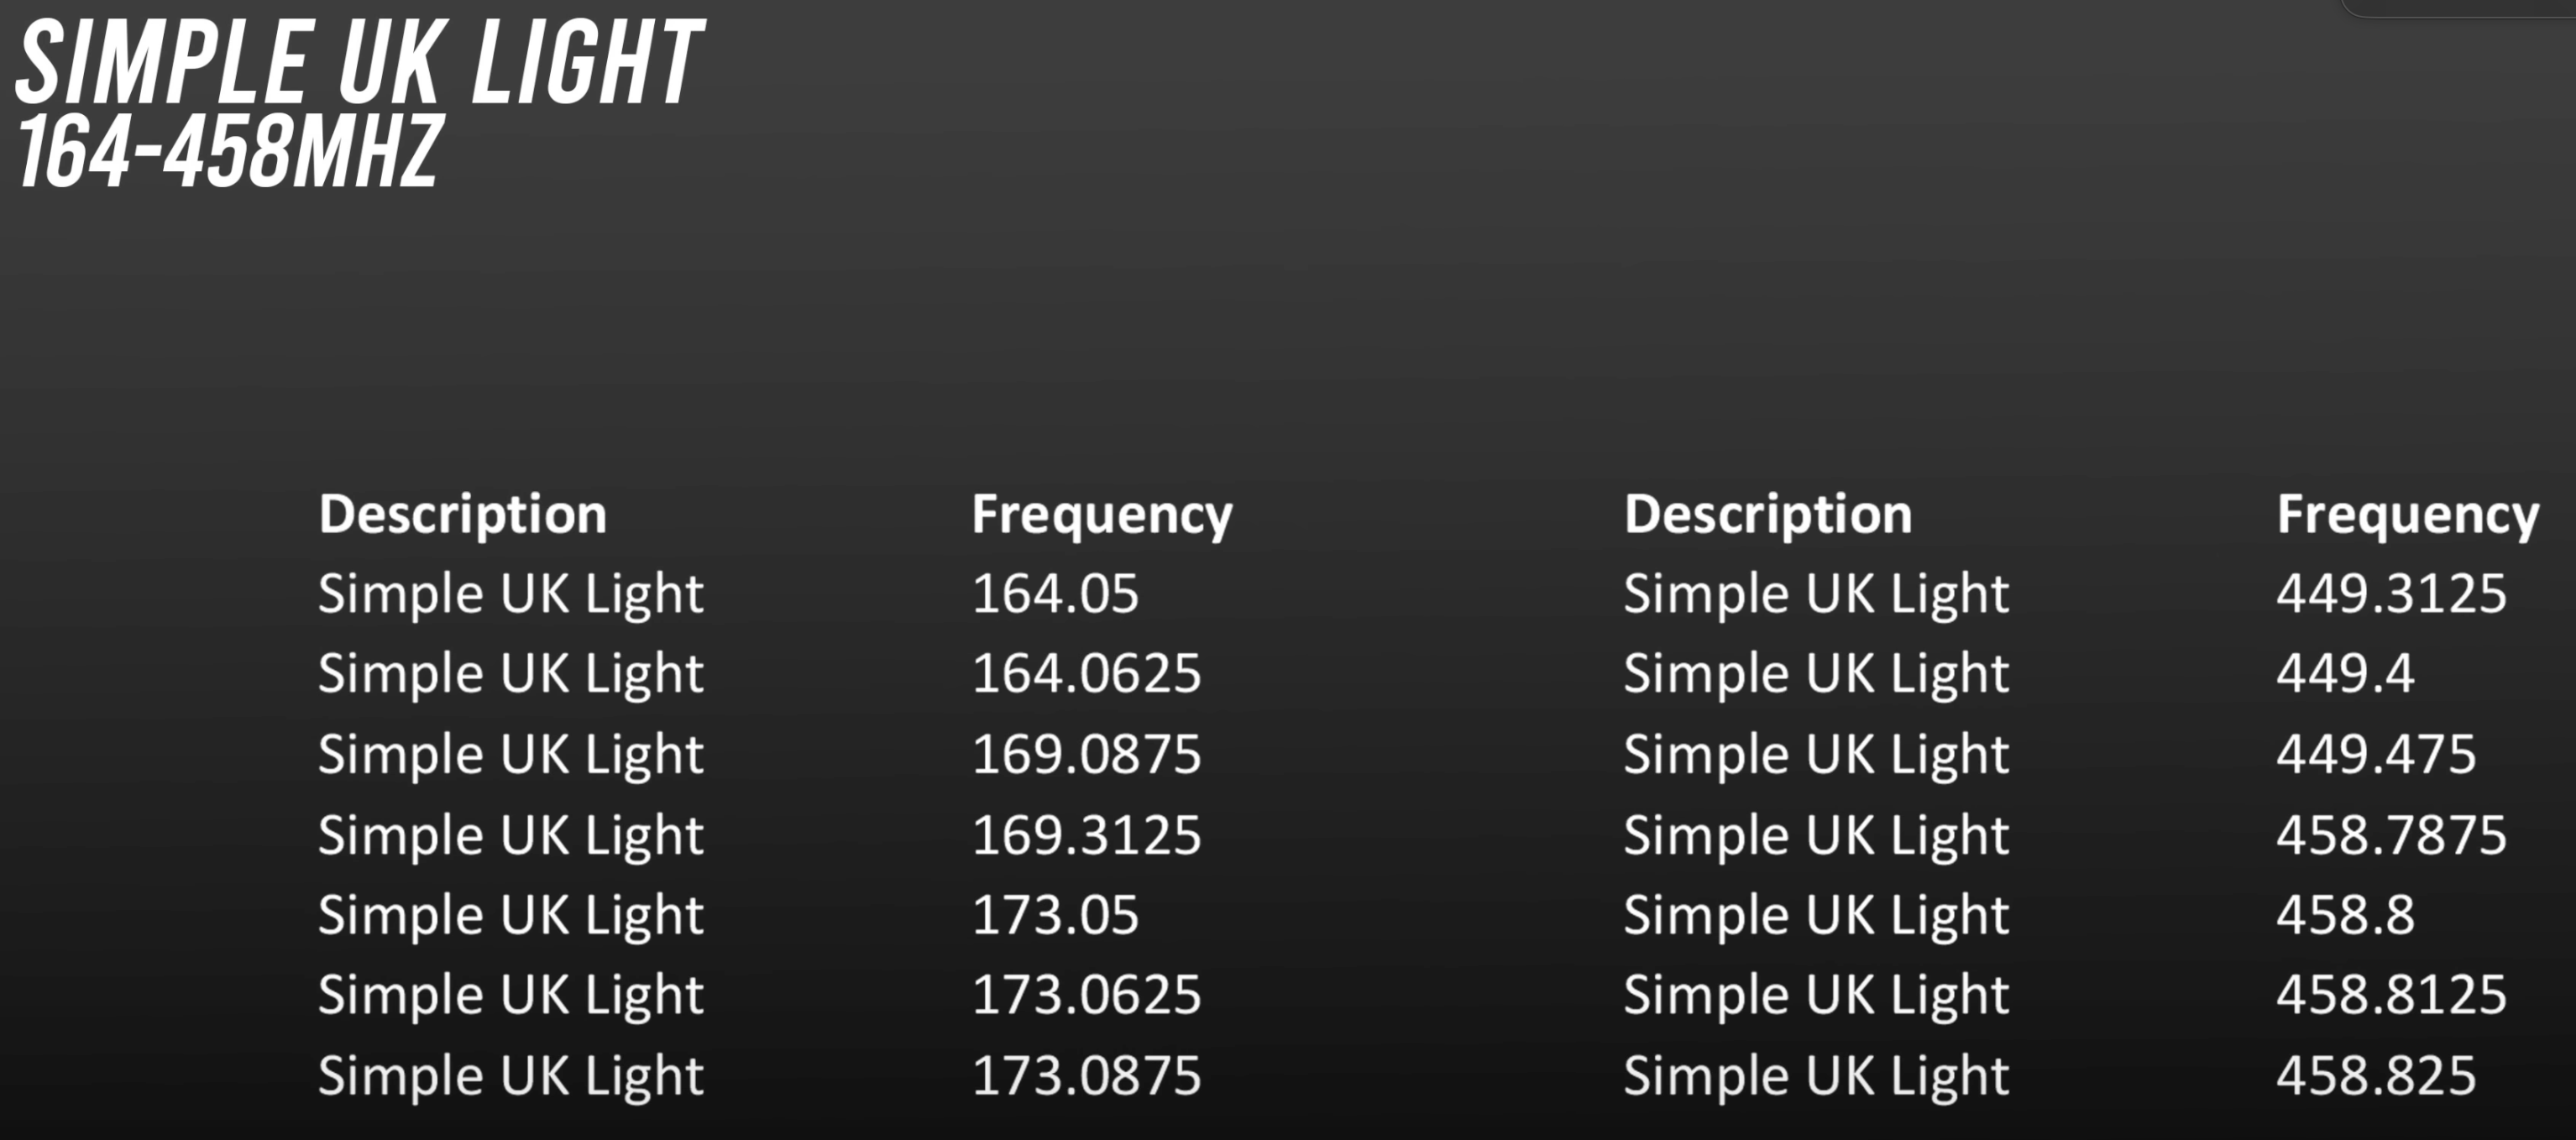 SIMPLE UK LIGHT
164-458MHZ
Description Frequency Description Frequency
Simple UK Light 164.05 Simple UK Light 449.3125
Simple UK Light 164.0625 Simple UK Light 449.4
Simple UK Light 169.0875 Simple UK Light 449.475
Simple UK Light 169.3125 Simple UK Light 458.7875
Simple UK Light 173.05 Simple UK Light 458.8
Simple UK Light 173.0625 Simple UK Light 458.8125
Simple UK Light 173.0875 Simple UK Light 458.825